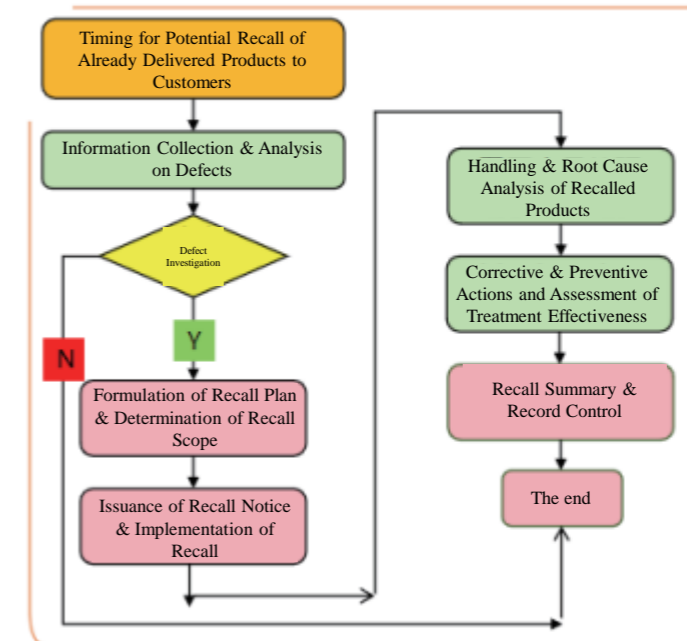 Timing for Potential Recall of
Already Delivered Products to
Customers
Information Collection & Analysis
on Defects
Defect
Investigation
N
Y
Formulation of Recall Plan
& Determination of Recall
Scope
Issuance of Recall Notice
& Implementation of
Recall
Handling & Root Cause
Analysis of Recalled
Products
Corrective & Preventive
Actions and Assessment of
Treatment Effectiveness
Recall Summary &
Record Control
The end